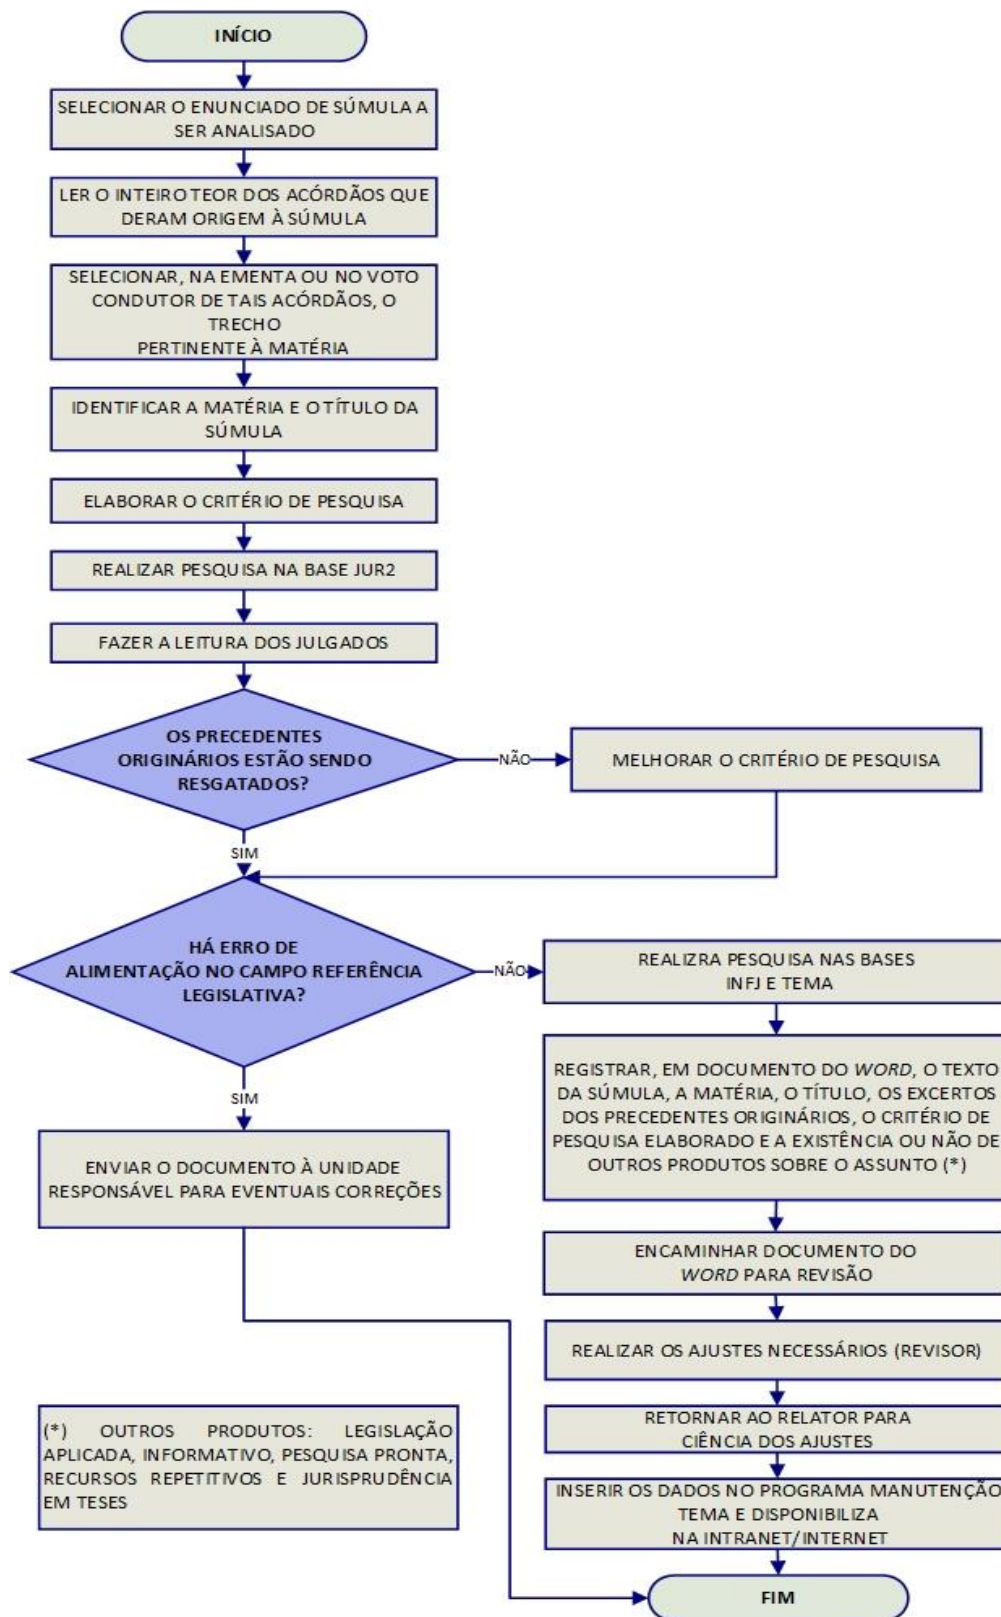 INÍCIO
SELECIONAR O ENUNCIADO DE SÚMULA A
SER ANALISADO
LER O INTEIRO TEOR DOS ACÓRDÃOS QUE
DERAM ORIGEM À SÚMULA
SELECIONAR, NA EMENTA OU NO VOTO
CONDUTOR DE TAIS ACÓRDÃOS, O
TRECHO
PERTINENTE À MATÉRIA
IDENTIFICAR A MATÉRIA E O TÍTULO DA
SÚMULA
ELABORAR O CRITÉRIO DE PESQUISA
REALIZAR PESQUISA NA BASE JUR2
FAZER A LEITURA DOS JULGADOS
OS PRECEDENTES
ORIGINÁRIOS ESTÃO SENDO
RESGATADOS?
NÃO
MELHORAR O CRITÉRIO DE PESQUISA
SIM
HÁ ERRO DE
ALIMENTAÇÃO NO CAMPO REFERÊNCIA
LEGISLATIVA?
NÃO
REALIZRA PESQUISA NAS BASES
INFJ E TEMA
REGISTRAR, EM DOCUMENTO DO WORD, O TEXTO
DA SÚMULA, A MATÉRIA, O TÍTULO, OS EXCERTOS
DOS PRECEDENTES ORIGINÁRIOS, O CRITÉRIO DE
PESQUISA ELABORADO E A EXISTÊNCIA OU NÃO DE
OUTROS PRODUTOS SOBRE O ASSUNTO (*)
SIM
ENVIAR O DOCUMENTO À UNIDADE
RESPONSÁVEL PARA EVENTUAIS CORREÇÕES
ENCAMINHAR DOCUMENTO DO
WORD PARA REVISÃO
REALIZAR OS AJUSTES NECESSÁRIOS (REVISOR)
RETORNAR AO RELATOR PARA
CIÊNCIA DOS AJUSTES
INSERIR OS DADOS NO PROGRAMA MANUTENÇÃO
TEMA E DISPONIBILIZA
NA INTRANET/INTERNET
(*) OUTROS PRODUTOS: LEGISLAÇÃO
APLICADA, INFORMATIVO, PESQUISA PRONTA,
RECURSOS REPETITIVOS E JURISPRUDÊNCIA
EM TESES
FIM